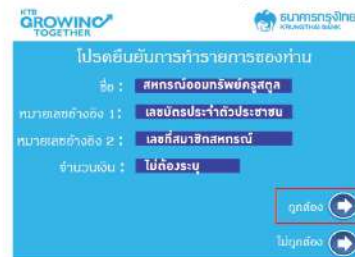 KTB
GROWING
TOGETHER
ธนาคารกรุงไทย
KRUNGTHAI BANK
โปรดยืนยันการทำรายการของท่าน
ชื่อ : สหกรณ์ออมทรัพย์ครูสตูล
หมายเลขอ้างอิง 1: เลขบัตรประจำตัวประชาชน
หมายเลขอ้างอิง 2 : เลขที่สมาชิกสหกรณ์
จำนวนเงิน : ไม่ต้องระบุ
ถูกต้อง
ไม่ถูกต้อง